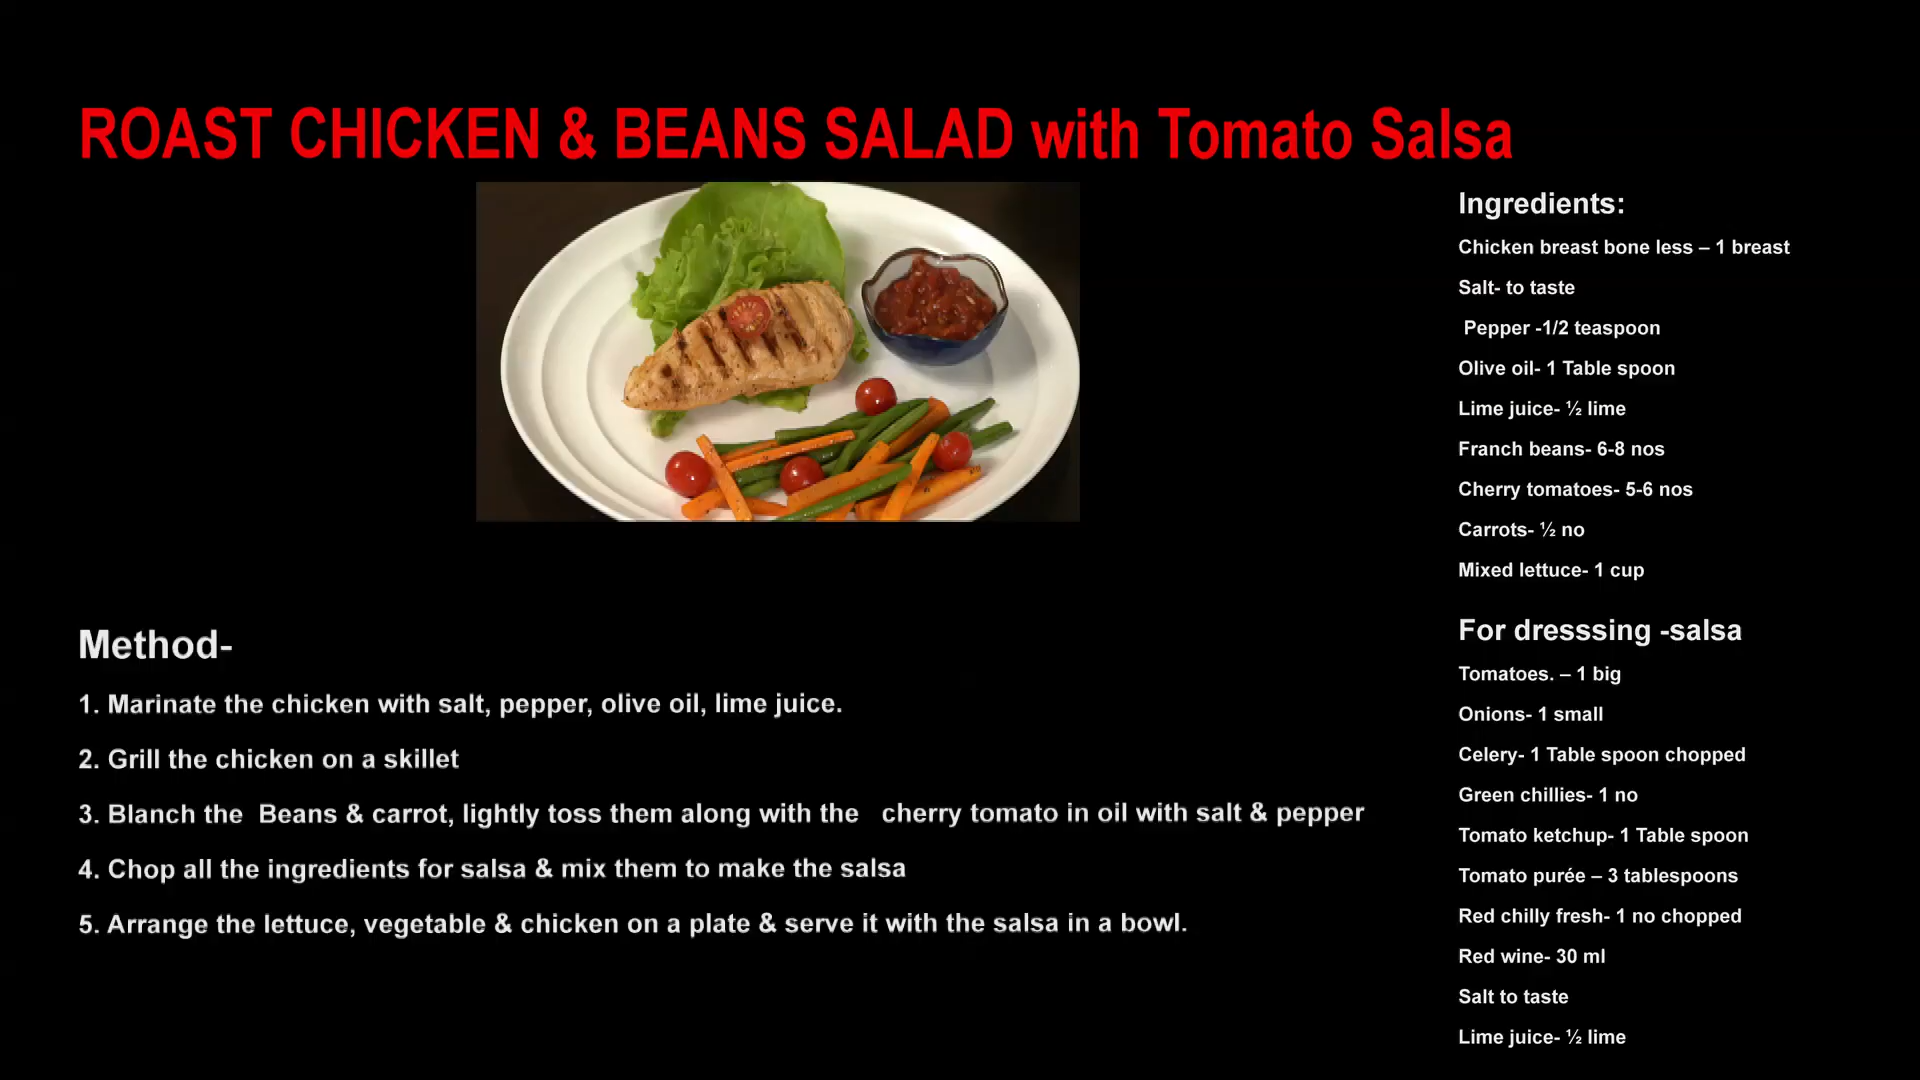 ROAST CHICKEN & BEANS SALAD with Tomato Salsa
Ingredients:
Chicken breast bone less – 1 breast
Salt- to taste
Pepper -1/2 teaspoon
Olive oil- 1 Table spoon
Lime juice- ½ lime
Franch beans- 6-8 nos
Cherry tomatoes- 5-6 nos
Carrots- ½ no
Mixed lettuce- 1 cup
For dresssing -salsa
Tomatoes. – 1 big
Onions- 1 small
Celery- 1 Table spoon chopped
Green chillies- 1 no
Tomato ketchup- 1 Table spoon
Tomato purée – 3 tablespoons
Red chilly fresh- 1 no chopped
Red wine- 30 ml
Salt to taste
Lime juice- ½ lime
Method-
1. Marinate the chicken with salt, pepper, olive oil, lime juice.
2. Grill the chicken on a skillet
3. Blanch the  Beans & carrot, lightly toss them along with the   cherry tomato in oil with salt & pepper
4. Chop all the ingredients for salsa & mix them to make the salsa
5. Arrange the lettuce, vegetable & chicken on a plate & serve it with the salsa in a bowl.